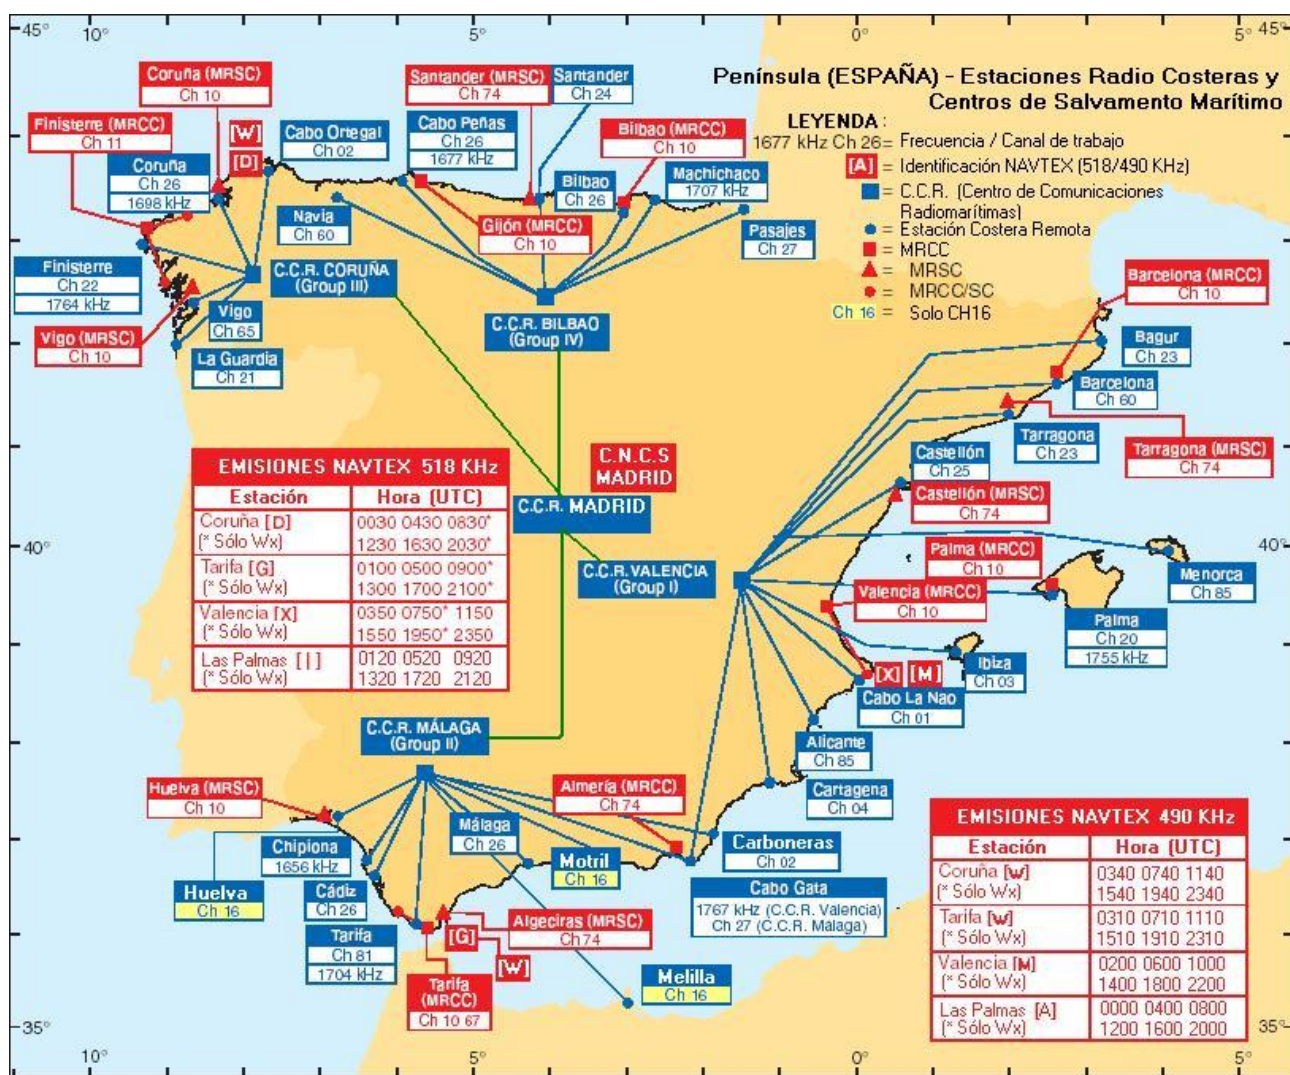 45°
10°
5°
0°
5°
45°
Península (ESPAÑA) - Estaciones Radio Costeras y
Centros de Salvamento Marítimo
LEYENDA :
1677 kHz Ch 26 = Frecuencia / Canal de trabajo
[A] = Identificación NAVTEX (518/490 KHz)
= C.C.R. (Centro de Comunicaciones
Radiomarítimas)
= Estación Costera Remota
= MRCC
= MRSC
= MRCC/SC
Ch 16 = Solo CH16
Coruña (MRSC)
Ch 10
Finisterre (MRCC)
Ch 11
[W]
[D]
Coruña
Ch 26
1698 kHz
Cabo Ortegal
Ch 02
Cabo Peñas
Ch 26
1677 kHz
Santander (MRSC)
Ch 74
Santander
Ch 24
Bilbao (MRCC)
Ch 10
Bilbao
Ch 26
Machichaco
1707 kHz
Navia
Ch 60
Gijón (MRCC)
Ch 10
Pasajes
Ch 27
Finisterre
Ch 22
1764 kHz
C.C.R. CORUÑA
(Group III)
C.C.R. BILBAO
(Group IV)
Vigo
Ch 65
Vigo (MRSC)
Ch 10
La Guardia
Ch 21
Barcelona (MRCC)
Ch 10
Bagur
Ch 23
Barcelona
Ch 60
Tarragona
Ch 23
Tarragona (MRSC)
Ch 74
Castellón
Ch 25
Castellón (MRSC)
Ch 74
EMISIONES NAVTEX 518 KHz
Estación Hora (UTC)
Coruña [D] 0030 0430 0830*
(* Sólo Wx) 1230 1630 2030*
Tarifa [G] 0100 0500 0900*
(* Sólo Wx) 1300 1700 2100*
Valencia [X] 0350 0750* 1150
(* Sólo Wx) 1550 1950* 2350
Las Palmas [I] 0120 0520 0920
(* Sólo Wx) 1320 1720 2120
C.N.C.S
MADRID
C.C.R. MADRID
C.C.R. VALENCIA
(Group I)
40°
40°
Palma (MRCC)
Ch 10
Menorca
Ch 85
Valencia (MRCC)
Ch 10
Palma
Ch 20
1755 kHz
Ibiza
Ch 03
[X] [M]
Cabo La Nao
Ch 01
Alicante
Ch 85
Cartagena
Ch 04
C.C.R. MÁLAGA
(Group II)
Huelva (MRSC)
Ch 10
Almería (MRCC)
Ch 74
Málaga
Ch 26
Chipiona
1656 kHz
Motril
Ch 16
Carboneras
Ch 02
Huelva
Ch 16
Cádiz
Ch 26
Cabo Gata
1767 kHz (C.C.R. Valencia)
Ch 27 (C.C.R. Málaga)
Tarifa
Ch 81
1704 kHz
[G]
[W]
Algeciras (MRSC)
Ch 74
Tarifa
(MRCC)
Ch 10 67
Melilla
Ch 16
EMISIONES NAVTEX 490 KHz
Estación Hora (UTC)
Coruña [W] 0340 0740 1140
(* Sólo Wx) 1540 1940 2340
Tarifa [W] 0310 0710 1110
(* Sólo Wx) 1510 1910 2310
Valencia [M] 0200 0600 1000
(* Sólo Wx) 1400 1800 2200
Las Palmas [A] 0000 0400 0800
(* Sólo Wx) 1200 1600 2000
35°
35°
10°
5°
0°
5°